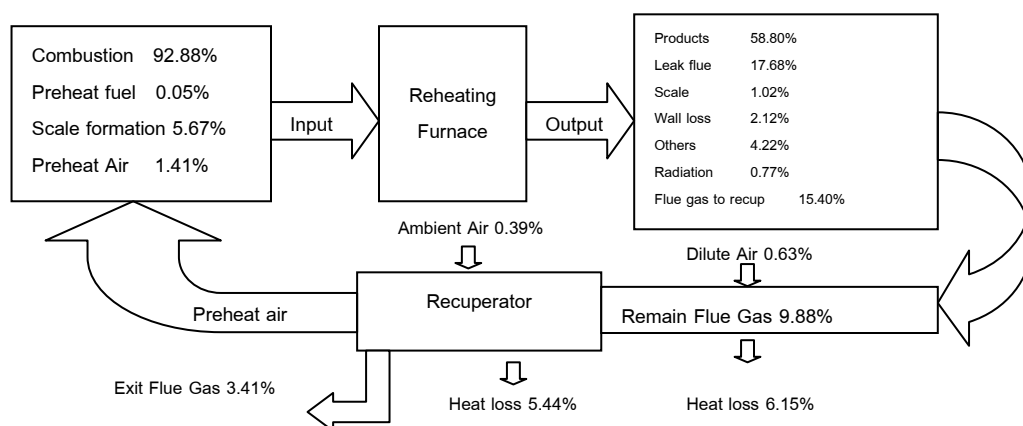 Combustion 92.88%
Preheat fuel 0.05%
Scale formation 5.67%
Preheat Air 1.41%
Input
Reheating
Furnace
Output
Products 58.80%
Leak flue 17.68%
Scale 1.02%
Wall loss 2.12%
Others 4.22%
Radiation 0.77%
Flue gas to recup 15.40%
Ambient Air 0.39%
Dilute Air 0.63%
Preheat air
Recuperator
Remain Flue Gas 9.88%
Exit Flue Gas 3.41%
Heat loss 5.44%
Heat loss 6.15%